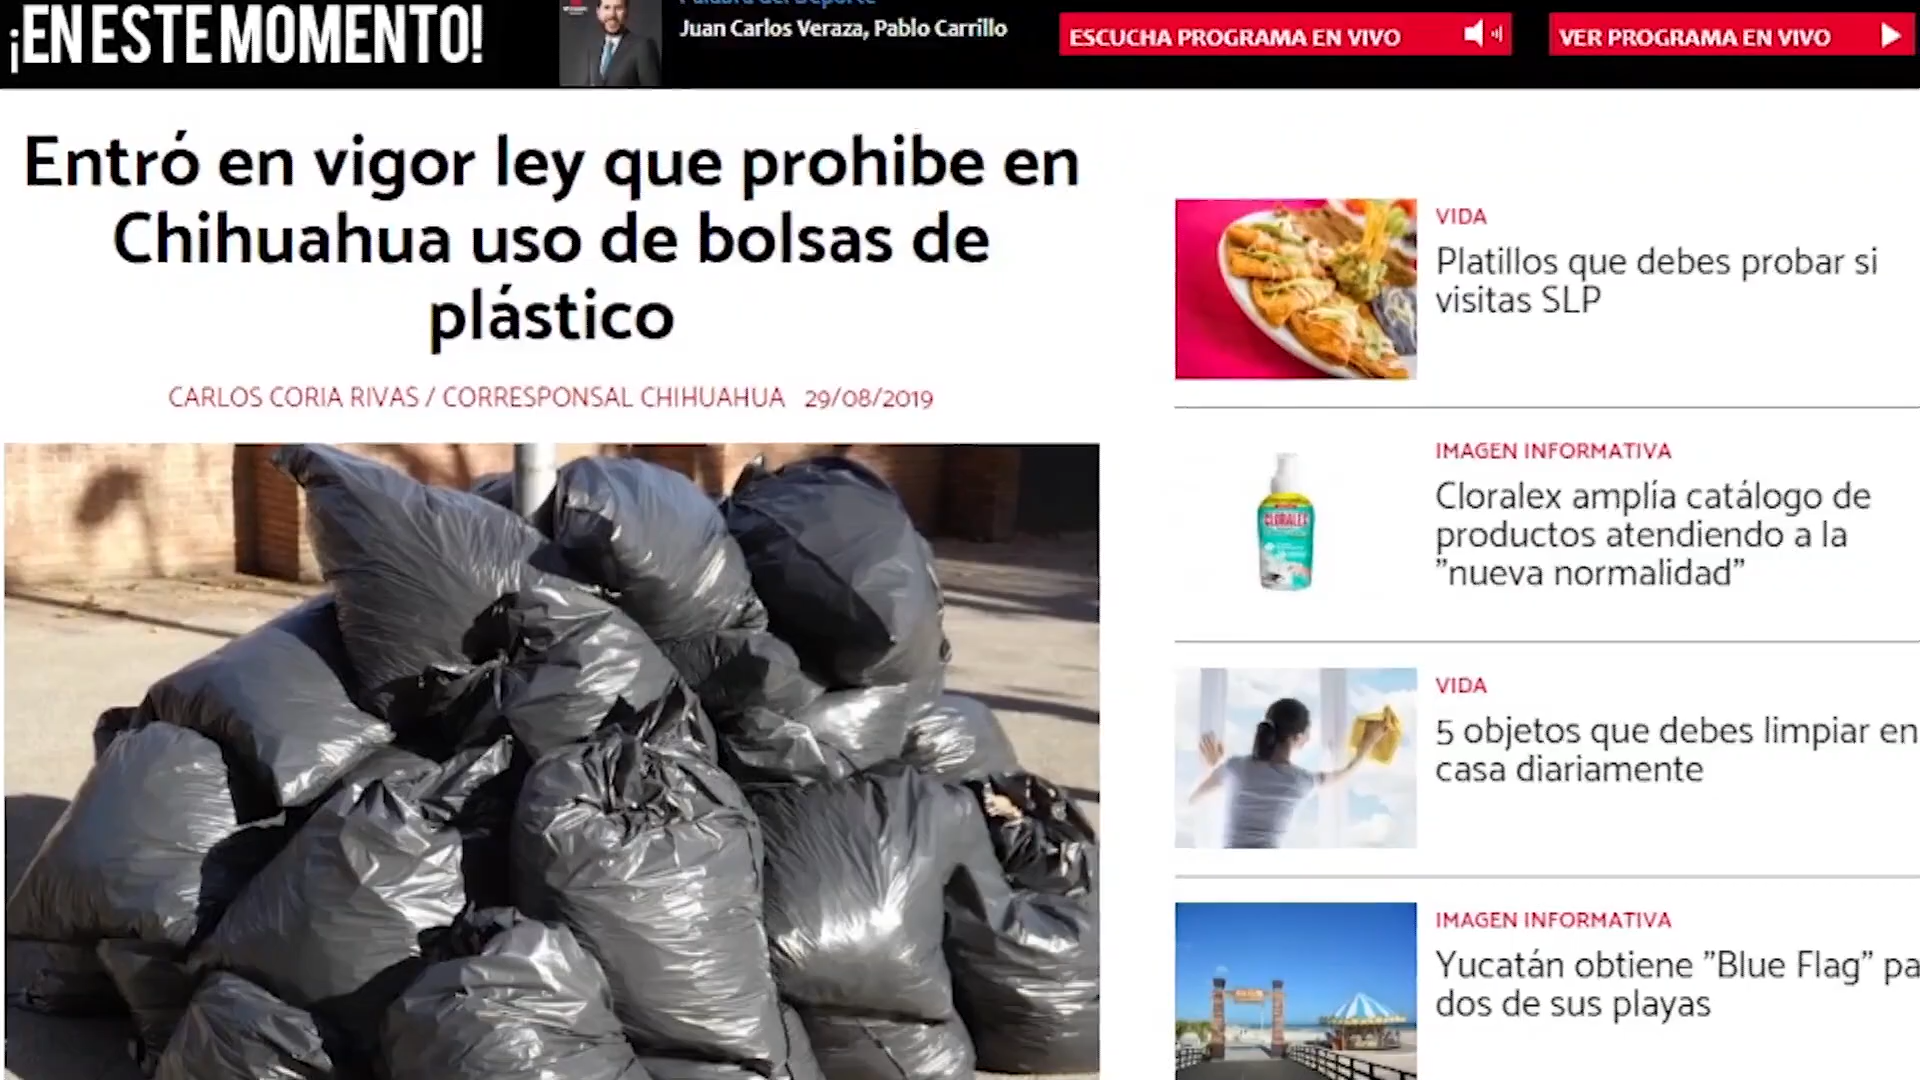 ¡EN ESTE MOMENTO!
Palabra del Deporte
Juan Carlos Veraza, Pablo Carrillo
ESCUCHA PROGRAMA EN VIVO
VER PROGRAMA EN VIVO
Entró en vigor ley que prohibe en
Chihuahua uso de bolsas de
plástico
CARLOS CORIA RIVAS / CORRESPONSAL CHIHUAHUA 29/08/2019
VIDA
Platillos que debes probar si
visitas SLP
IMAGEN INFORMATIVA
Cloralex amplía catálogo de
productos atendiendo a la
"nueva normalidad"
CLORALEX
VIDA
5 objetos que debes limpiar en
casa diariamente
IMAGEN INFORMATIVA
Yucatán obtiene "Blue Flag" pa
dos de sus playas